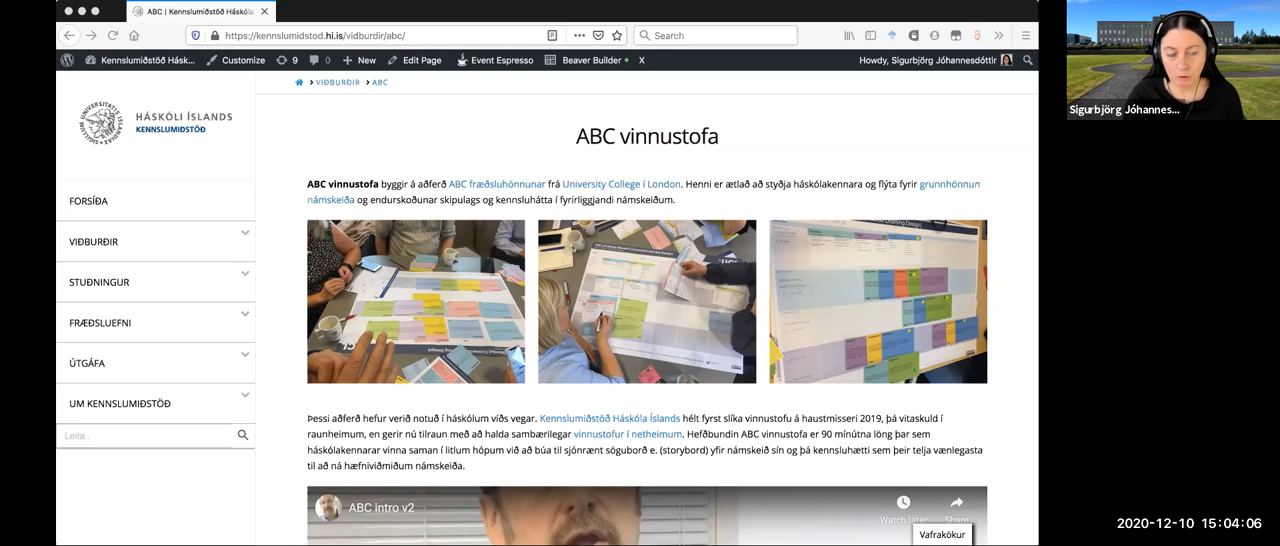 ABC | Kennslumiðstöð Háskóla
https://kennslumidstod.hi.is/vidburdir/abc/
Search
Kennslumiðstöð Hásk...
Customize
9
0
New
Edit Page
Event Espresso
Beaver Builder
X
Howdy, Sigurbjörg Jóhannesdóttir
Sigurbjörg Jóhannes...
VIÐBURÐIR
ABC
HÁSKÓLI ÍSLANDS
KENNSLUMIÐSTÖÐ
ABC vinnustofa
ABC vinnustofa byggir á aðferð ABC fræðsluhönnunar frá University College í London. Henni er ætlað að styðja háskólakennara og flýta fyrir grunnhönnun
námskeiða og endurskoðunar skipulags og kennsluhátta í fyrirliggjandi námskeiðum.
FORSÍÐA
VIÐBURÐIR
STUÐNINGUR
FRÆÐSLUEFNI
ÚTGÁFA
UM KENNSLUMIÐSTÖÐ
Leita..
Þessi aðferð hefur verið notuð í háskólum víðs vegar. Kennslumiðstöð Háskóla Íslands hélt fyrst slíka vinnustofu á haustmisseri 2019, þá vitaskuld í
raunheimum, en gerir nú tilraun með að halda sambærilegar vinnustofur í netheimum. Hefðbundin ABC vinnustofa er 90 mínútna löng þar sem
háskólakennarar vinna saman í litlum hópum við að búa til sjónrænt söguborð e. (storybord) yfir námskeið sín og þá kennsluhætti sem þeir telja vænlegasta
til að ná hæfniviðmiðum námskeiða.
ABC intro v2
Watch later
Share
Vafrakökur
2020-12-10 15:04:06